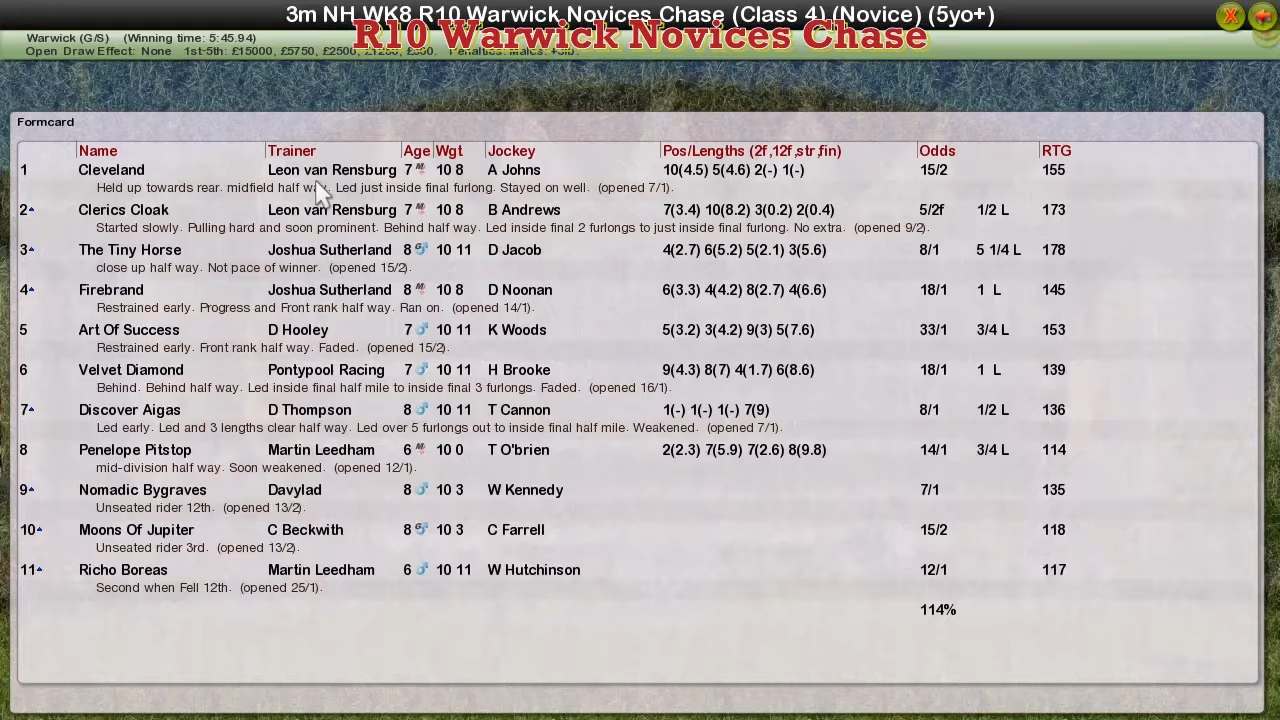 3m NH WK8 R10 Warwick Novices Chase (Class 4) (Novice) (5yo+)
R10 Warwick Novices Chase
Warwick (G/S) (Winning time: 5:45.94)
Open Draw Effect: None 1st-5th: £15000, £5750, £2500, Penalties: Males:
Formcard
Name Trainer Age Wgt Jockey Pos/Lengths (2f,12f,str,fin) Odds RTG
1 Cleveland Leon van Rensburg 7 10 8 A Johns 10(4.5) 5(4.6) 2(-) 1(-) 15/2 155
Held up towards rear. midfield half Led just inside final furlong. Stayed on well. (opened 7/1).
2 Clerics Cloak Leon van Rensburg 7 10 8 B Andrews 7(3.4) 10(8.2) 3(0.2) 2(0.4) 5/2f 1/2 L 173
Started slowly. Pulling hard and soon prominent. Behind half way. Led inside final 2 furlongs to just inside final furlong. No extra. (opened 9/2).
3 The Tiny Horse Joshua Sutherland 8 10 11 D Jacob 4(2.7) 6(5.2) 5(2.1) 3(5.6) 8/1 5 1/4 L 178
close up half way. Not pace of winner. (opened 15/2).
4 Firebrand Joshua Sutherland 8 10 8 D Noonan 6(3.3) 4(4.2) 8(2.7) 4(6.6) 18/1 1 L 145
Restrained early. Progress and Front rank half way. Ran on. (opened 14/1).
5 Art Of Success D Hooley 7 10 11 K Woods 5(3.2) 3(4.2) 9(3) 5(7.6) 33/1 3/4 L 153
Restrained early. Front rank half way. Faded. (opened 15/2).
6 Velvet Diamond Pontypool Racing 7 10 11 H Brooke 9(4.3) 8(7) 4(1.7) 6(8.6) 18/1 1 L 139
Behind. Behind half way. Led inside final half mile to inside final 3 furlongs. Faded. (opened 16/1).
7 Discover Aigas D Thompson 8 10 11 T Cannon 1(-) 1(-) 1(-) 7(9) 8/1 1/2 L 136
Led early. Led and 3 lengths clear half way. Led over 5 furlongs out to inside final half mile. Weakened. (opened 7/1).
8 Penelope Pitstop Martin Leedham 6 10 0 T O'brien 2(2.3) 7(5.9) 7(2.6) 8(9.8) 14/1 3/4 L 114
mid-division half way. Soon weakened. (opened 12/1).
9 Nomadic Bygraves Davylad 8 10 3 W Kennedy 7/1 135
Unseated rider 12th. (opened 13/2).
10 Moons Of Jupiter C Beckwith 8 10 3 C Farrell 15/2 118
Unseated rider 3rd. (opened 13/2).
11 Richo Boreas Martin Leedham 6 10 11 W Hutchinson 12/1 117
Second when Fell 12th. (opened 25/1).
114%